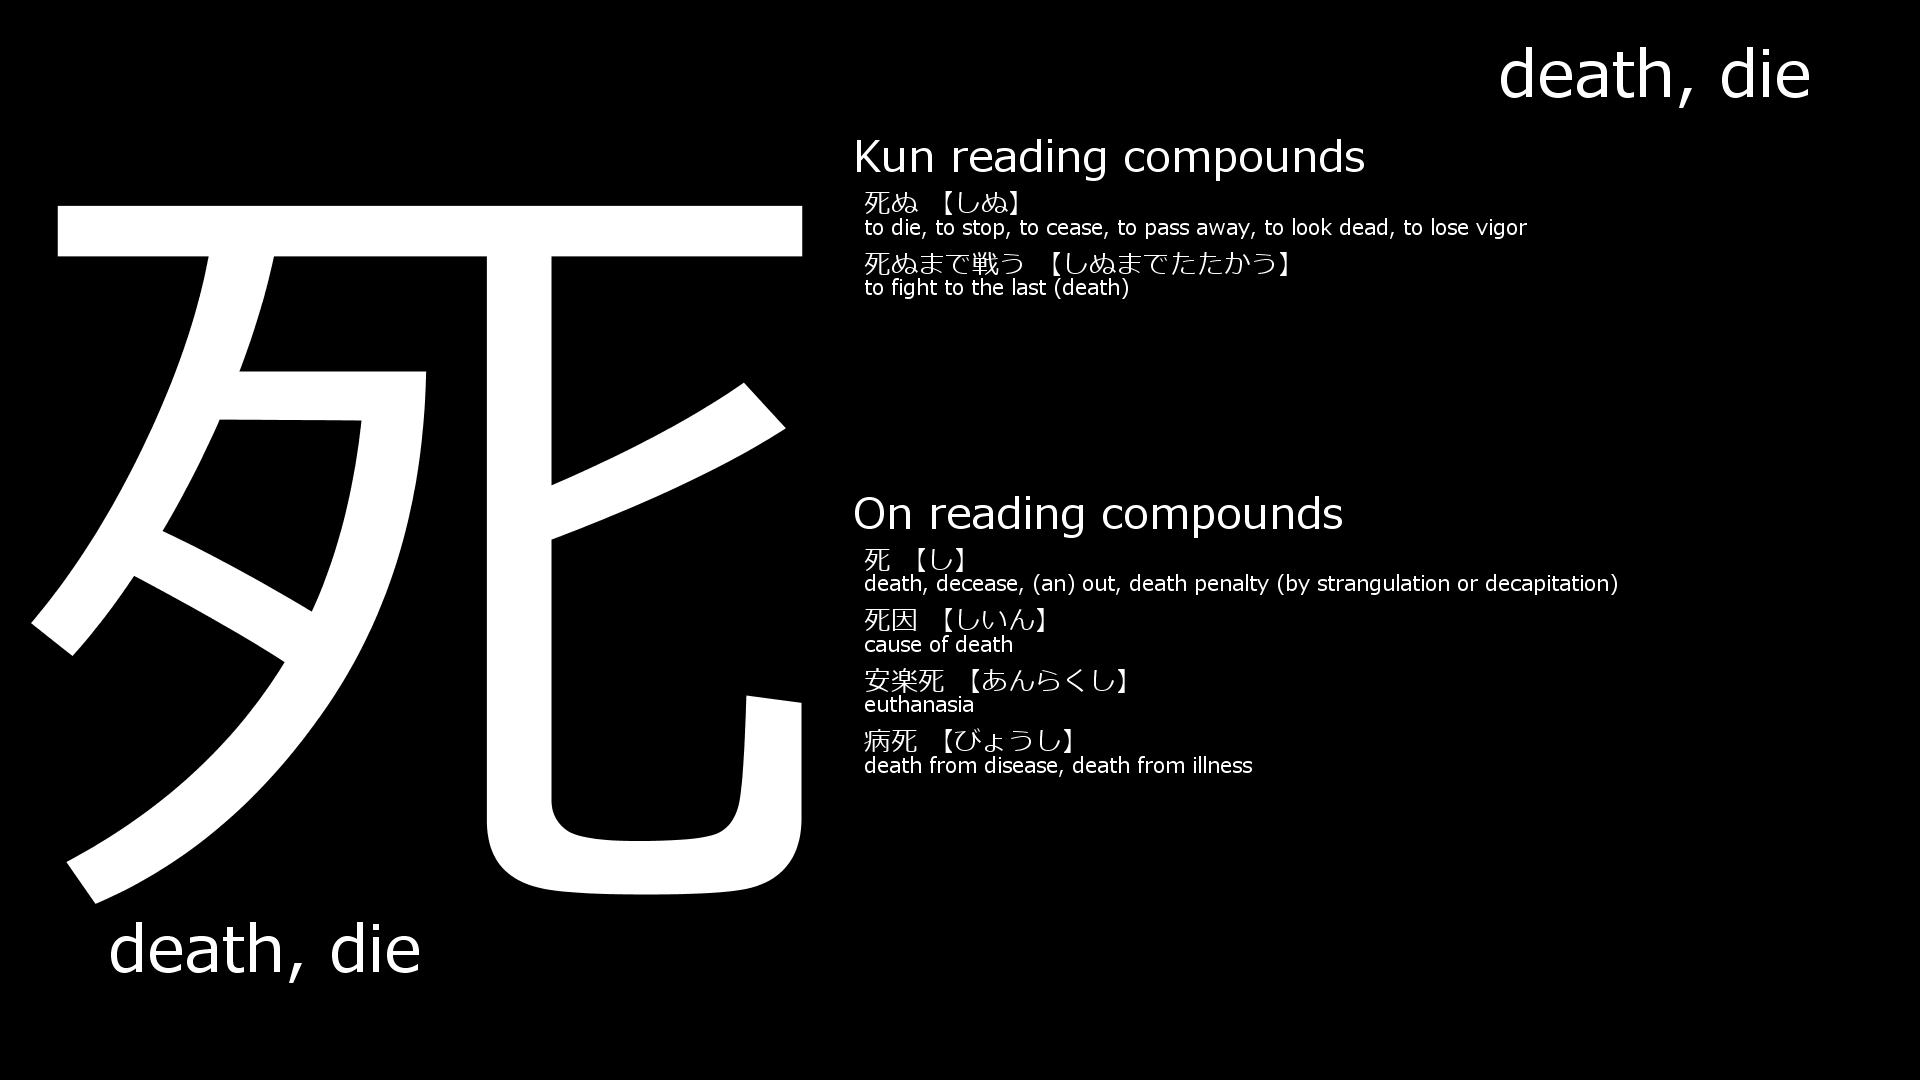 death, die
死
death, die
Kun reading compounds
死ぬ 【しぬ】
to die, to stop, to cease, to pass away, to look dead, to lose vigor
死ぬまで戦う 【しぬまでたたかう】
to fight to the last (death)
On reading compounds
死 【し】
death, decease, (an) out, death penalty (by strangulation or decapitation)
死因 【しいん】
cause of death
安楽死 【あんらくし】
euthanasia
病死 【びょうし】
death from disease, death from illness